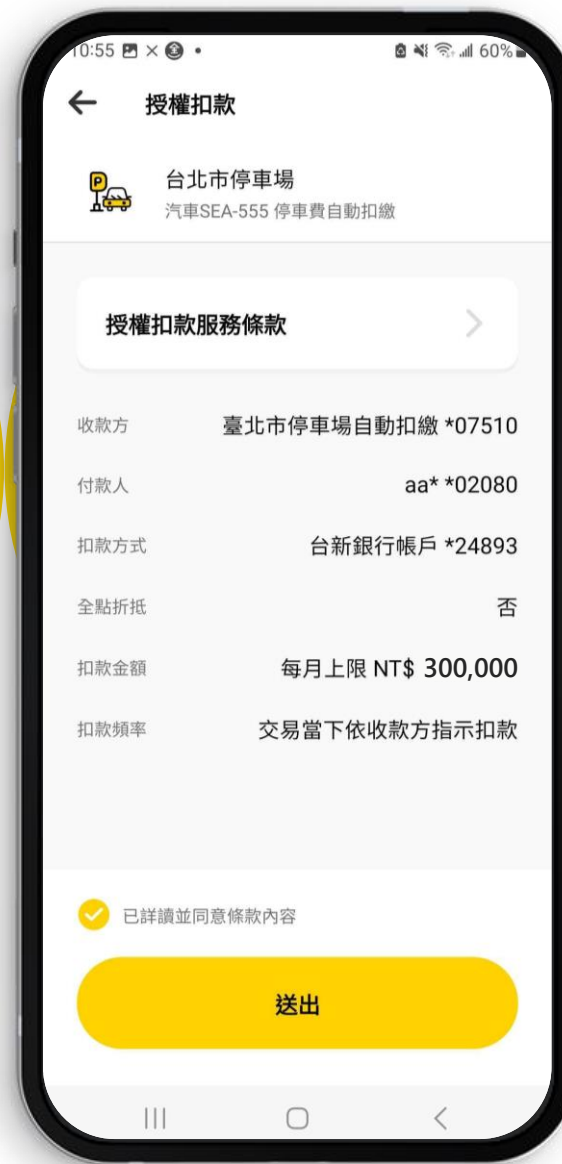 10:55
60%
授權扣款
P
台北市停車場
汽車SEA-555 停車費自動扣繳
授權扣款服務條款
收款方 臺北市停車場自動扣繳 *07510
付款人 aa* *02080
扣款方式 台新銀行帳戶 *24893
全點折抵 否
扣款金額 每月上限 NT$ 300,000
扣款頻率 交易當下依收款方指示扣款
已詳讀並同意條款內容
送出